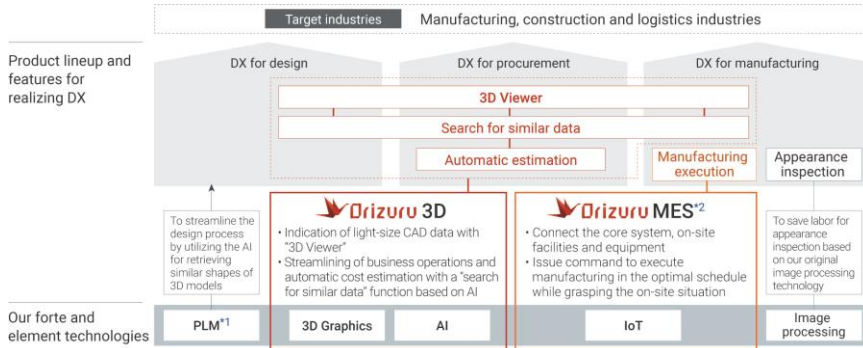 Target industries
Manufacturing, construction and logistics industries
Product lineup and
features for
realizing DX
DX for design
DX for procurement
DX for manufacturing
3D Viewer
Search for similar data
Automatic estimation
Manufacturing
execution
Appearance
inspection
To streamline the
design process
by utilizing the AI
for retrieving
similar shapes of
3D models
Orizuru 3D
• Indication of light-size CAD data with
"3D Viewer"
• Streamlining of business operations and
automatic cost estimation with a "search
for similar data" function based on AI
Orizuru MES*2
• Connect the core system, on-site
facilities and equipment
• Issue command to execute
manufacturing in the optimal schedule
while grasping the on-site situation
To save labor for
appearance
inspection based
on our original
image processing
technology
Our forte and
element technologies
PLM*1
3D Graphics
AI
IoT
Image
processing